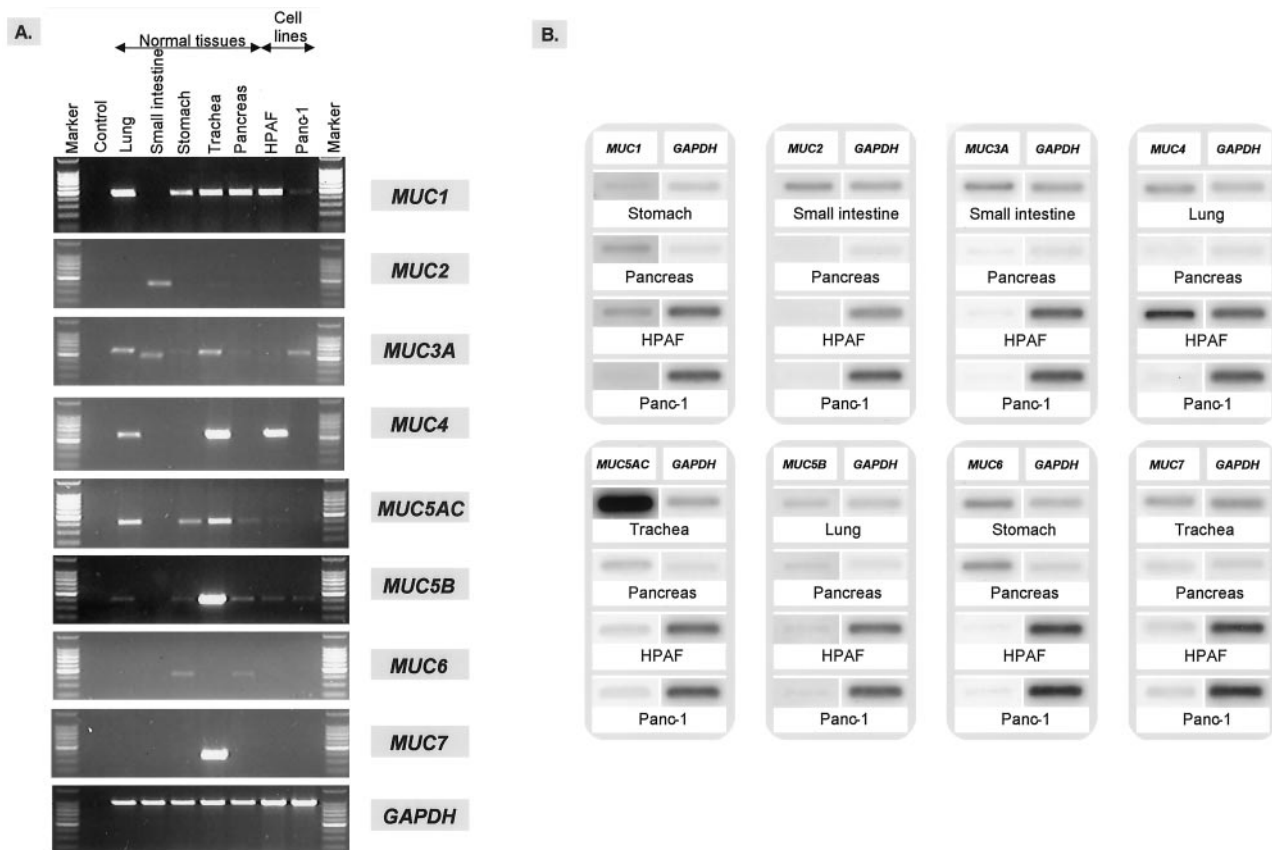 A.
Normal tissues
Cell
lines
Marker
Control
Lung
Small intestine
Stomach
Trachea
Pancreas
HPAF
Panc-1
Marker
MUC1
MUC2
MUC3A
MUC4
MUC5AC
MUC5B
MUC6
MUC7
GAPDH
B.
MUC1 GAPDH
Stomach
Pancreas
HPAF
Panc-1
MUC2 GAPDH
Small intestine
Pancreas
HPAF
Panc-1
MUC3A GAPDH
Small intestine
Pancreas
HPAF
Panc-1
MUC4 GAPDH
Lung
Pancreas
HPAF
Panc-1
MUC5AC GAPDH
Trachea
Pancreas
HPAF
Panc-1
MUC5B GAPDH
Lung
Pancreas
HPAF
Panc-1
MUC6 GAPDH
Stomach
Pancreas
HPAF
Panc-1
MUC7 GAPDH
Trachea
Pancreas
HPAF
Panc-1